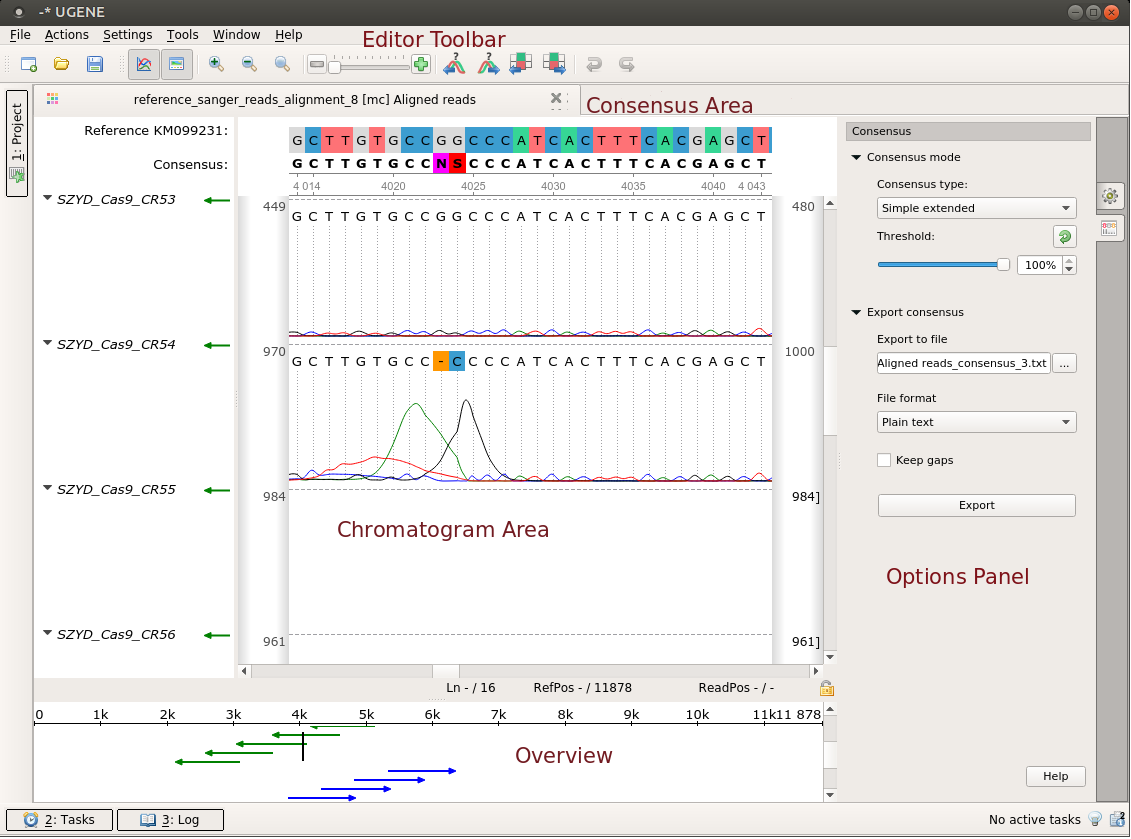 -* UGENE
File Actions Settings Tools Window Help
Editor Toolbar
1: Project
reference_sanger_reads_alignment_8 [mc] Aligned reads
Consensus Area
Reference KM099231:
G C T T G T G C C G G C C C A T C A C T T T C A C G A G C T
Consensus:
G C T T G T G C C N S C C C A T C A C T T T C A C G A G C T
4 014 4020 4025 4030 4035 4040 4 043
SZYD_Cas9_CR53
449
G C T T G T G C C G G C C C A T C A C T T T C A C G A G C T
480
SZYD_Cas9_CR54
970
G C T T G T G C C - C C C C A T C A C T T T C A C G A G C T
1000
SZYD_Cas9_CR55
984
984]
Chromatogram Area
SZYD_Cas9_CR56
961
961]
Ln - / 16 RefPos - / 11878 ReadPos - / -
0 1k 2k 3k 4k 5k 6k 7k 8k 9k 10k 11k11 878
Overview
Consensus
Consensus mode
Consensus type:
Simple extended
Threshold:
100%
Export consensus
Export to file
Aligned reads_consensus_3.txt
...
File format
Plain text
Keep gaps
Export
Options Panel
Help
2: Tasks
3: Log
No active tasks
2